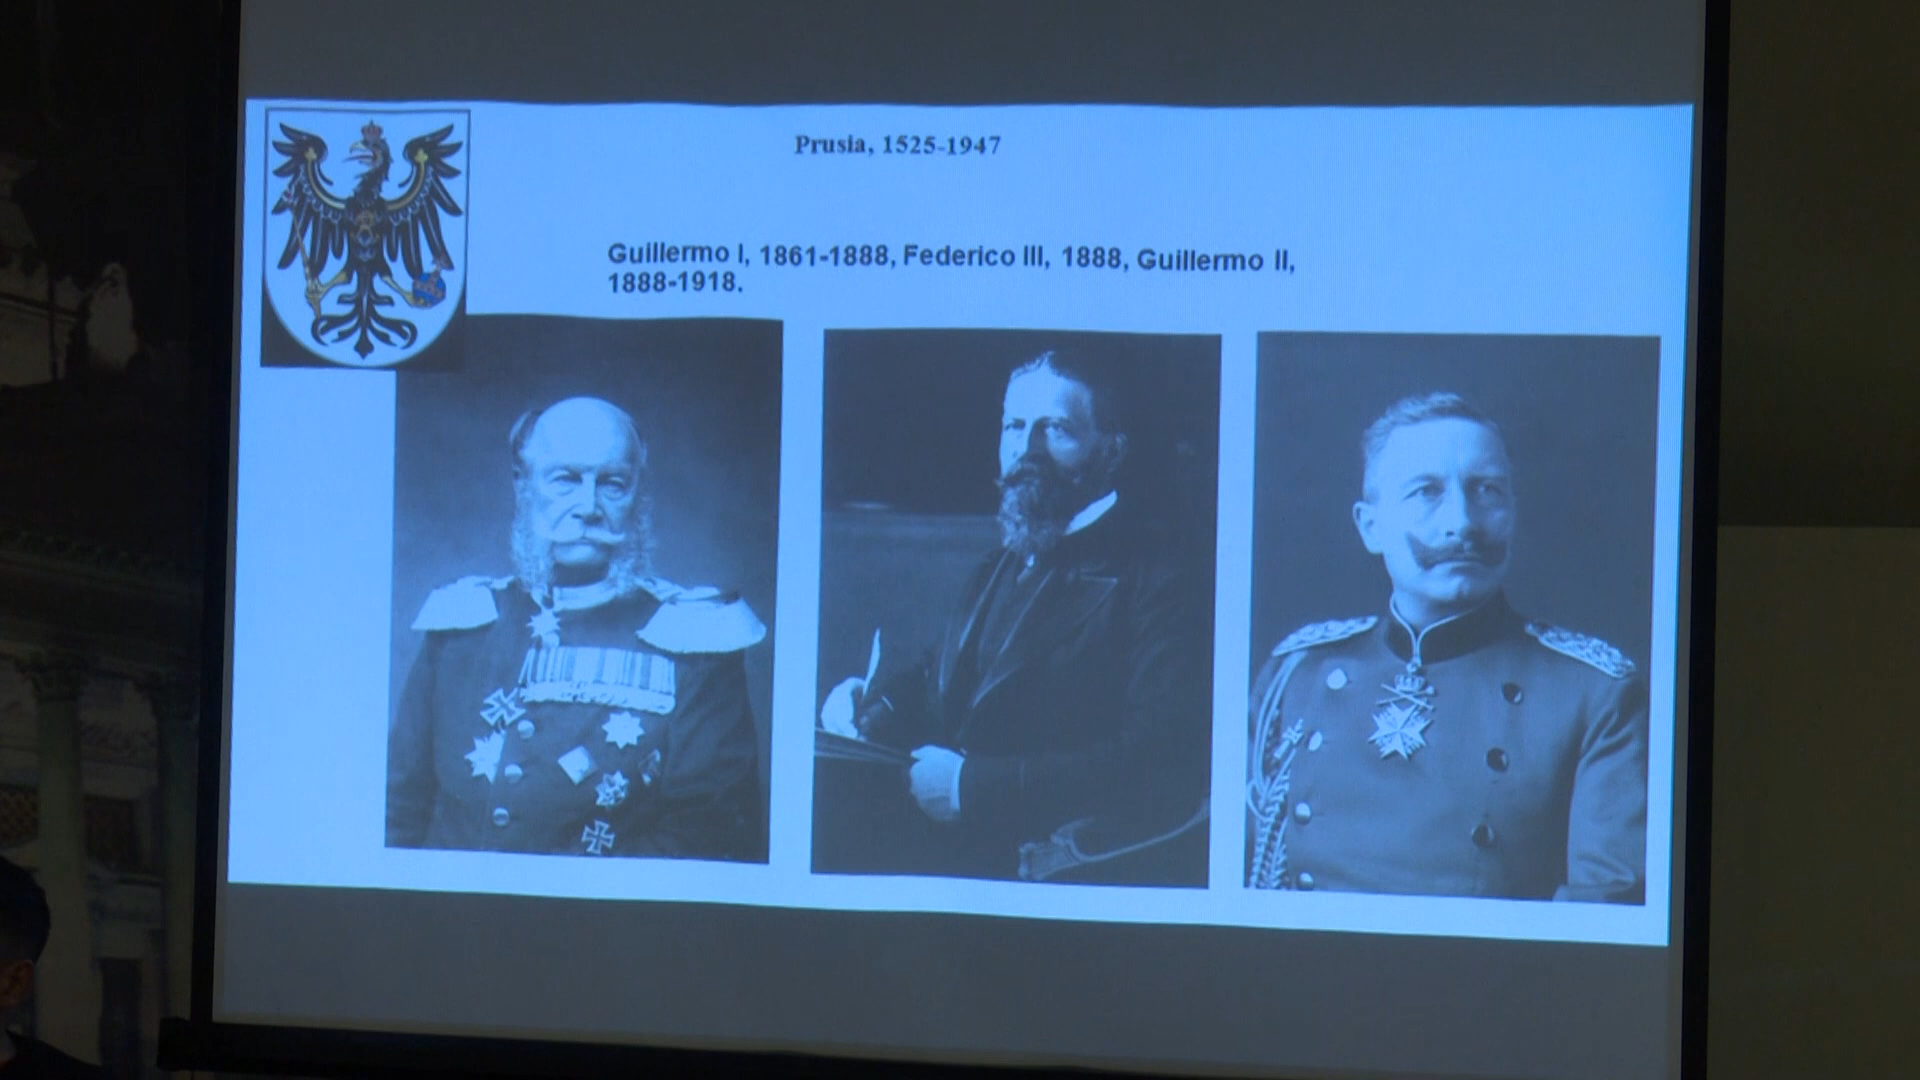 Prusia, 1525-1947
Guillermo I, 1861-1888, Federico III, 1888, Guillermo II,
1888-1918.